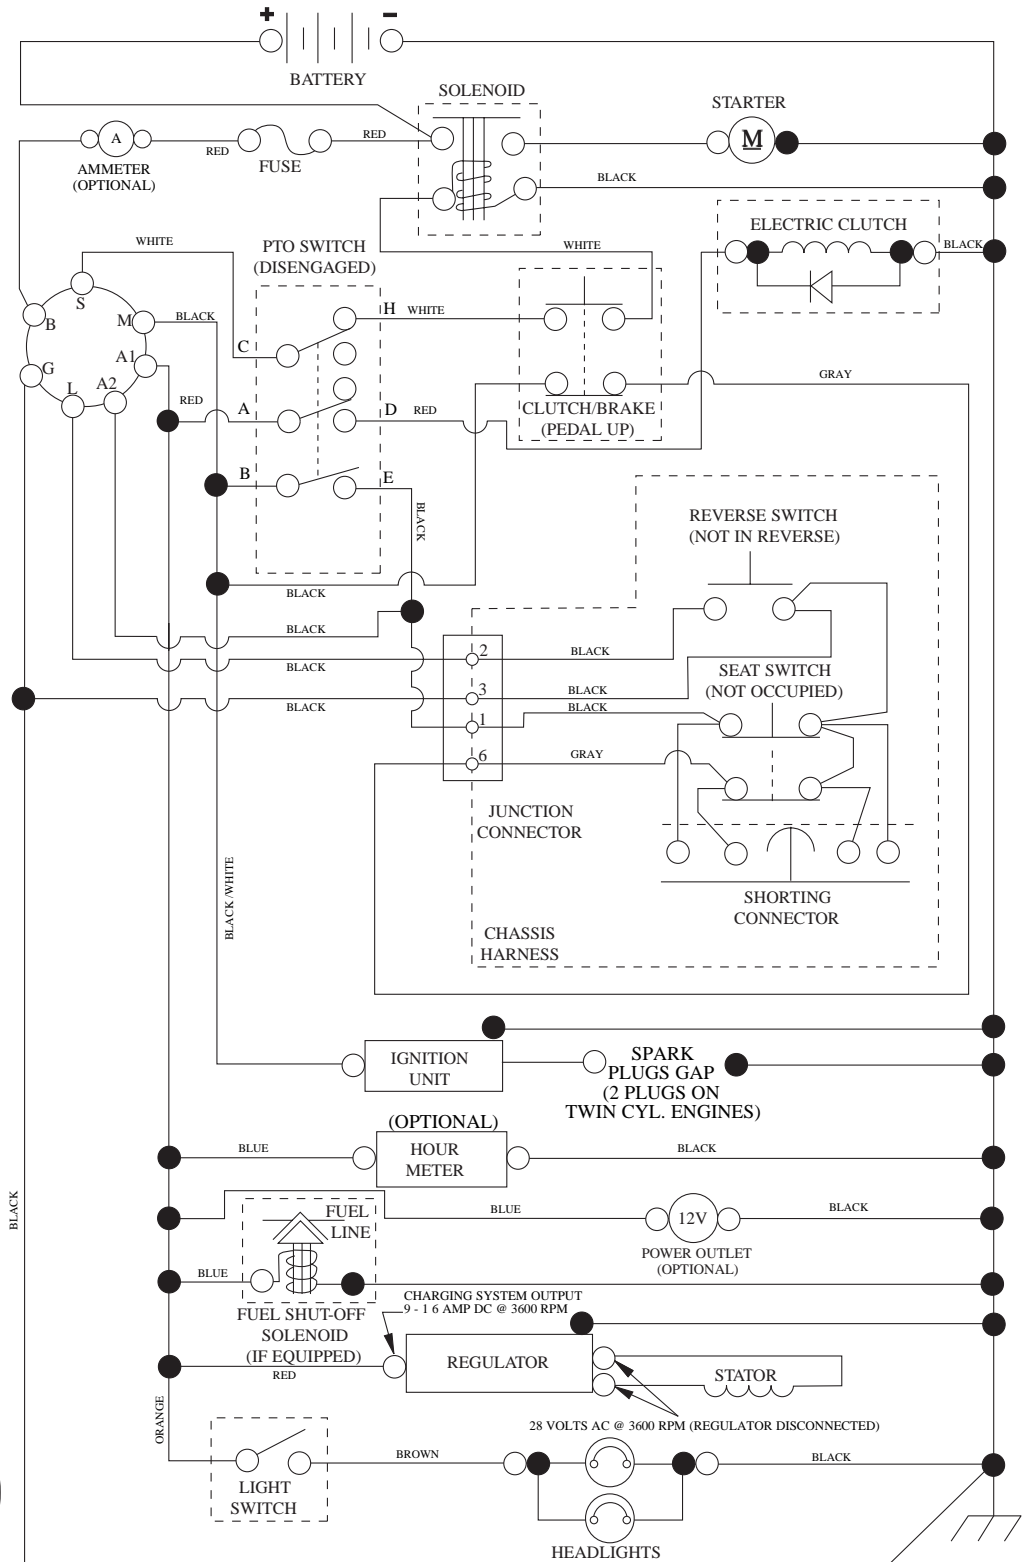 + −
BATTERY
SOLENOID
STARTER
A
RED
FUSE
RED
M
AMMETER
(OPTIONAL)
BLACK
ELECTRIC CLUTCH
BLACK
WHITE
PTO SWITCH
(DISENGAGED)
WHITE
S
B
M
BLACK
H
WHITE
G
A1
C
L
A2
RED
A
D
RED
GRAY
CLUTCH/BRAKE
(PEDAL UP)
B
E
BLACK
REVERSE SWITCH
(NOT IN REVERSE)
BLACK
BLACK
BLACK
2
BLACK
SEAT SWITCH
(NOT OCCUPIED)
BLACK
3
BLACK
BLACK
1
6
GRAY
JUNCTION
CONNECTOR
SHORTING
CONNECTOR
CHASSIS
HARNESS
BLACK /WHITE
IGNITION
UNIT
SPARK
PLUGS GAP
(2 PLUGS ON
TWIN CYL. ENGINES)
(OPTIONAL)
BLUE
HOUR
METER
BLACK
BLACK
FUEL
LINE
BLUE
12V
BLACK
POWER OUTLET
(OPTIONAL)
BLUE
CHARGING SYSTEM OUTPUT
9 - 1 6 AMP DC @ 3600 RPM
FUEL SHUT-OFF
SOLENOID
(IF EQUIPPED)
RED
REGULATOR
STATOR
ORANGE
28 VOLTS AC @ 3600 RPM (REGULATOR DISCONNECTED)
BROWN
BLACK
LIGHT
SWITCH
HEADLIGHTS